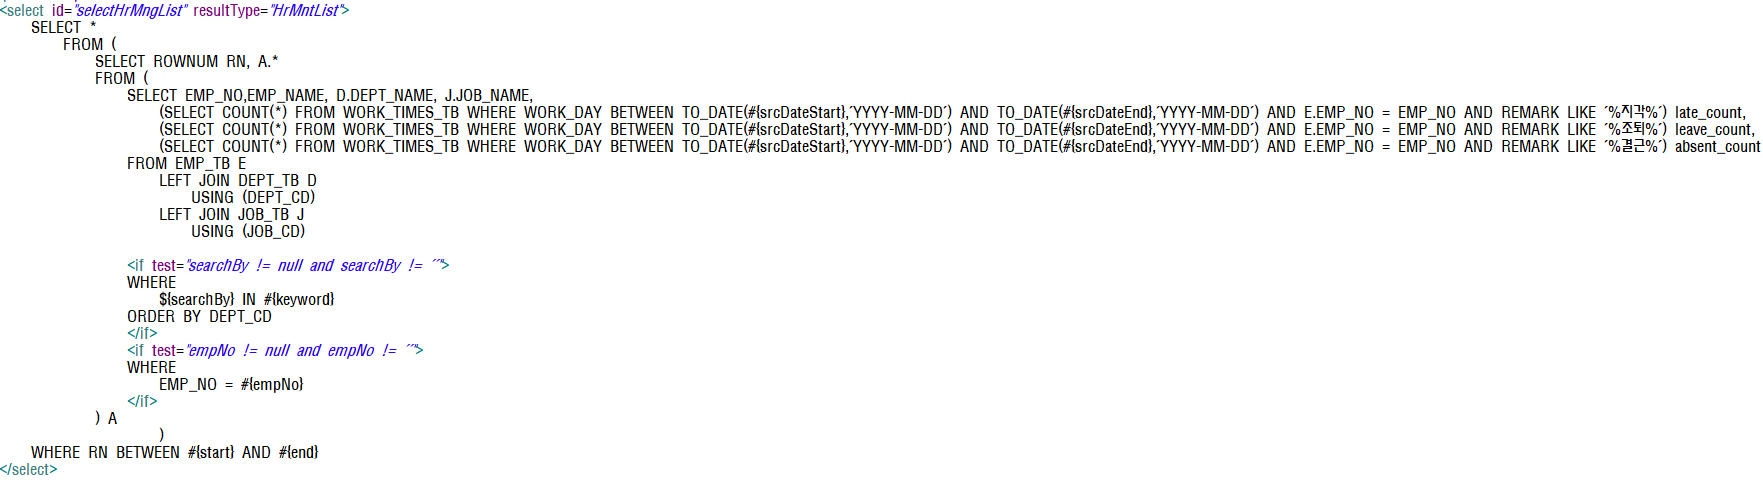 <select id="selectHrMngList" resultType="HrMntList">
SELECT *
FROM (
SELECT ROWNUM RN, A.*
FROM (
SELECT EMP_NO,EMP_NAME, D.DEPT_NAME, J.JOB_NAME,
(SELECT COUNT(*) FROM WORK_TIMES_TB WHERE WORK_DAY BETWEEN TO_DATE(#{srcDateStart},'YYYY-MM-DD') AND TO_DATE(#{srcDateEnd},'YYYY-MM-DD') AND E.EMP_NO = EMP_NO AND REMARK LIKE '%지각%') late_count,
(SELECT COUNT(*) FROM WORK_TIMES_TB WHERE WORK_DAY BETWEEN TO_DATE(#{srcDateStart},'YYYY-MM-DD') AND TO_DATE(#{srcDateEnd},'YYYY-MM-DD') AND E.EMP_NO = EMP_NO AND REMARK LIKE '%조퇴%') leave_count,
(SELECT COUNT(*) FROM WORK_TIMES_TB WHERE WORK_DAY BETWEEN TO_DATE(#{srcDateStart},'YYYY-MM-DD') AND TO_DATE(#{srcDateEnd},'YYYY-MM-DD') AND E.EMP_NO = EMP_NO AND REMARK LIKE '%결근%') absent_count
FROM EMP_TB E
LEFT JOIN DEPT_TB D
USING (DEPT_CD)
LEFT JOIN JOB_TB J
USING (JOB_CD)
<if test="searchBy != null and searchBy != ''">
WHERE
${searchBy} IN #{keyword}
ORDER BY DEPT_CD
</if>
<if test="empNo != null and empNo != ''">
WHERE
EMP_NO = #{empNo}
</if>
) A
)
WHERE RN BETWEEN #{start} AND #{end}
</select>